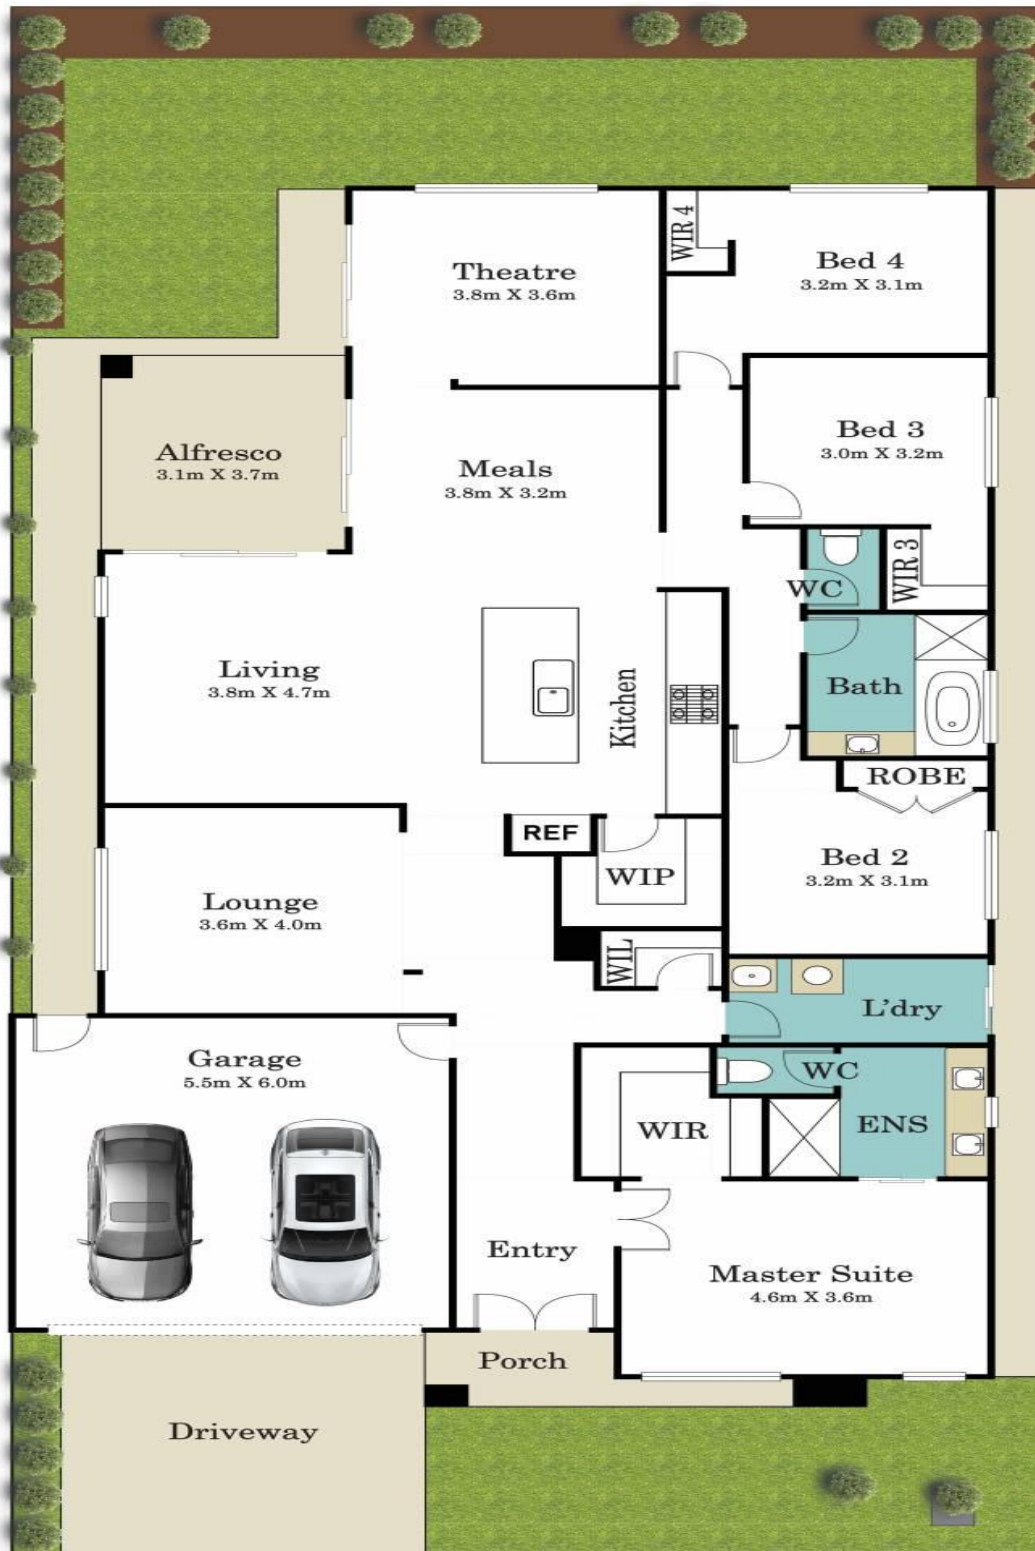 Theatre
3.8m X 3.6m
WIR 4
Bed 4
3.2m X 3.1m
Alfresco
3.1m X 3.7m
Meals
3.8m X 3.2m
Bed 3
3.0m X 3.2m
WC
WIR 3
Living
3.8m X 4.7m
Kitchen
Bath
ROBE
REF
WIP
Bed 2
3.2m X 3.1m
Lounge
3.6m X 4.0m
WIL
L'dry
Garage
5.5m X 6.0m
WC
WIR
ENS
Entry
Master Suite
4.6m X 3.6m
Porch
Driveway